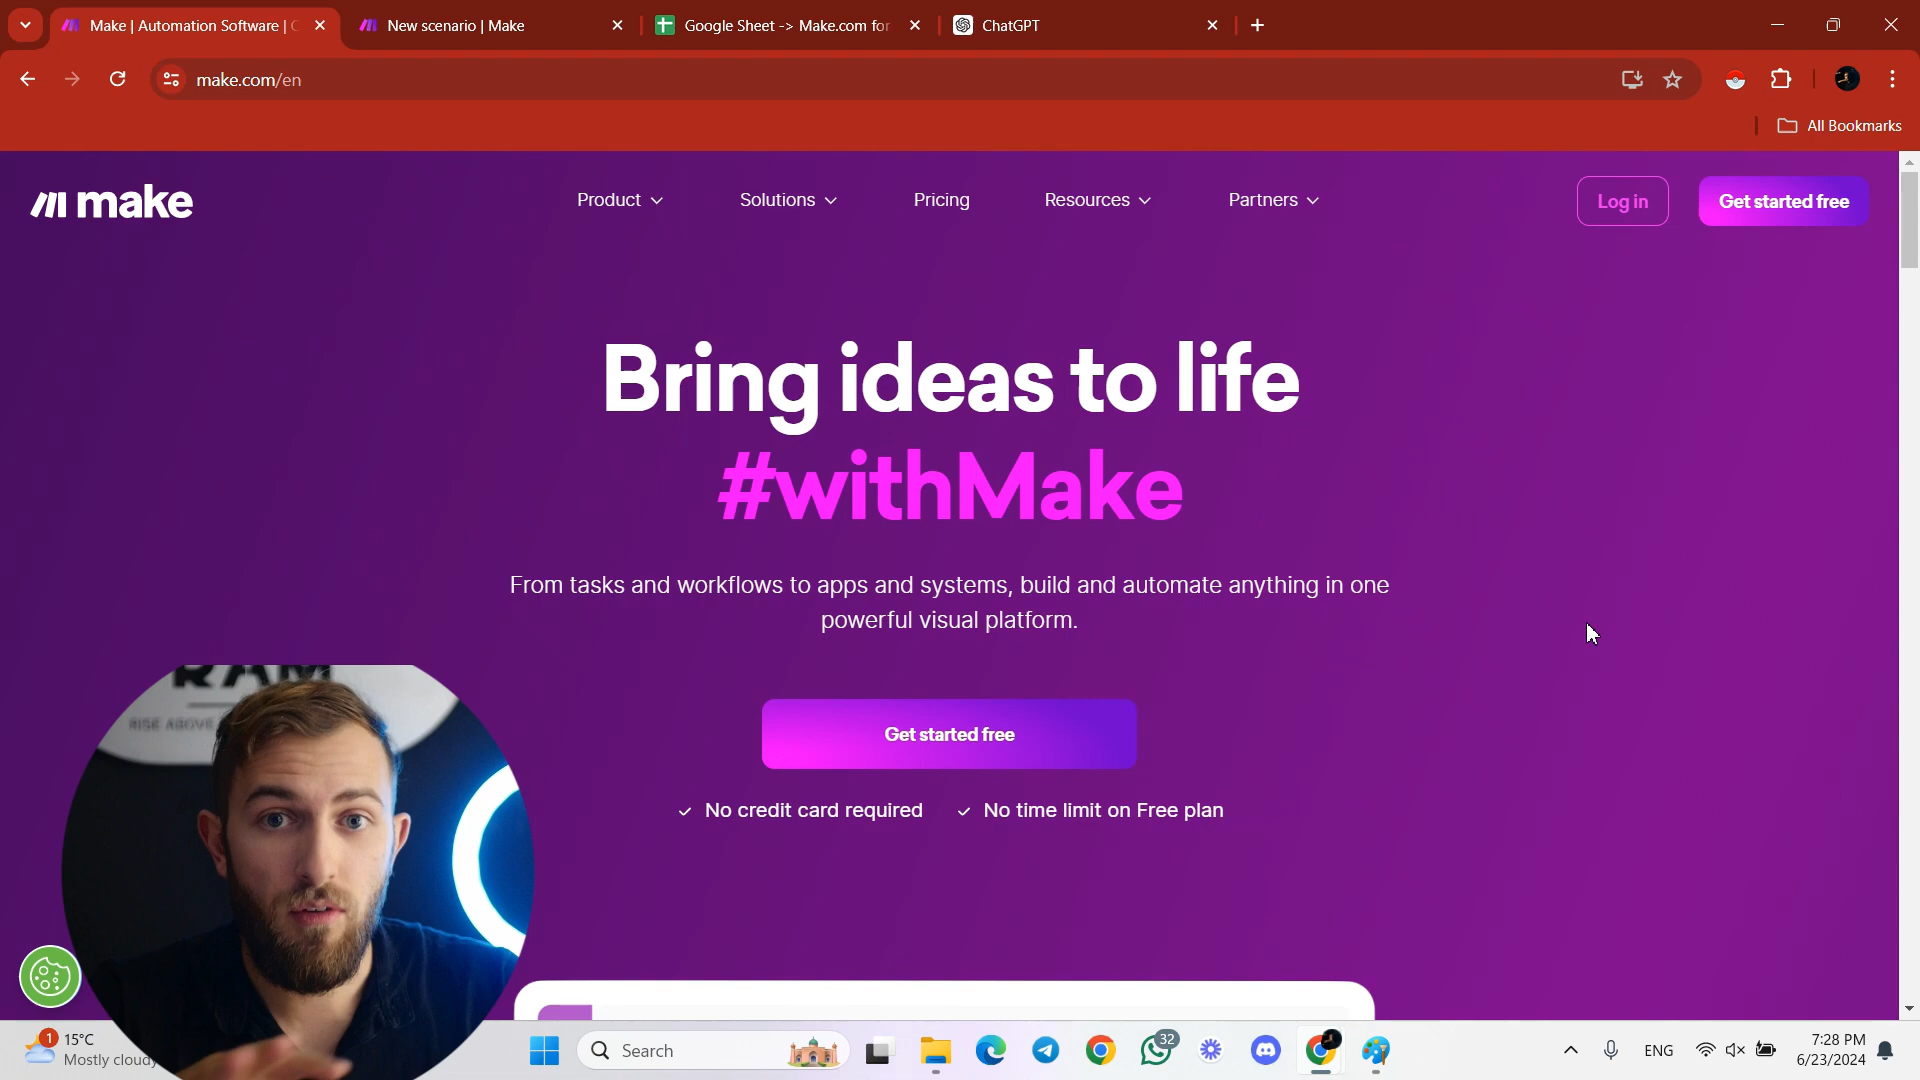 Make | Automation Software | C
New scenario | Make
Google Sheet -> Make.com for
ChatGPT
make.com/en
All Bookmarks
make
Product
Solutions
Pricing
Resources
Partners
Log in
Get started free
Bring ideas to life
#withMake
From tasks and workflows to apps and systems, build and automate anything in one
powerful visual platform.
Get started free
No credit card required
No time limit on Free plan
RAM
RISE ABOVE
1
15°C
Mostly cloudy
Search
32
ENG
7:28 PM
6/23/2024